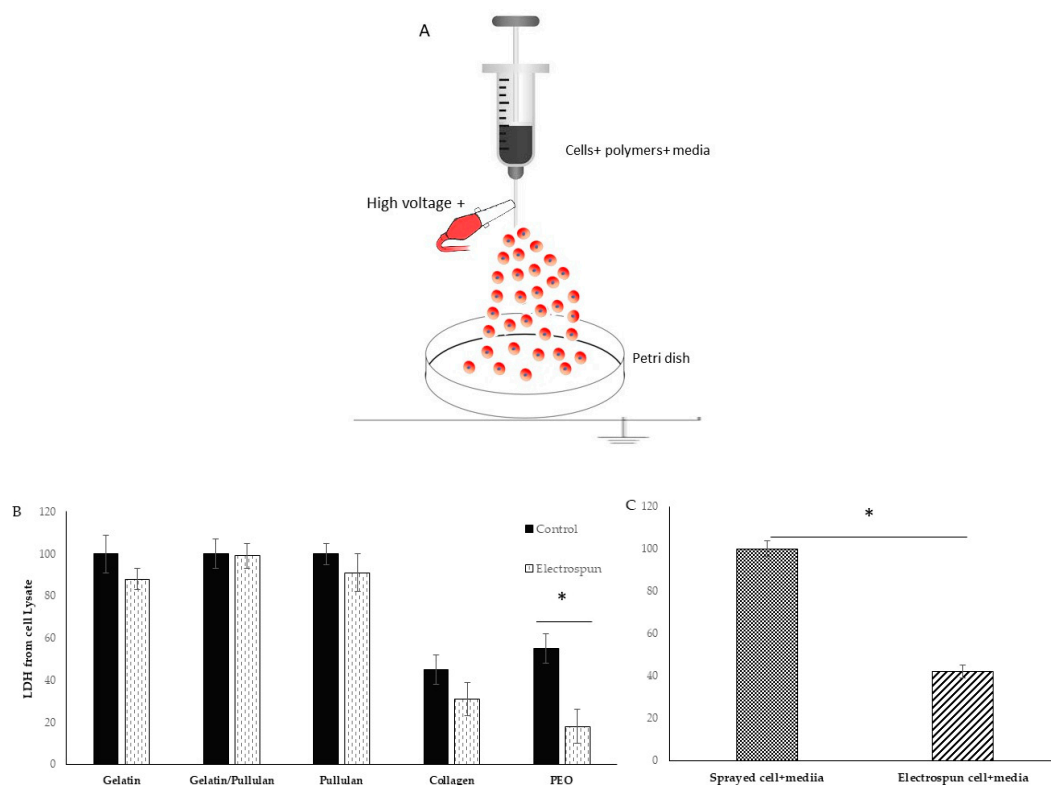 A
Cells+ polymers+ media
High voltage +
Petri dish
B
LDH from cell Lysate
120
100
80
60
40
20
0
Control
Electrospun
*
Gelatin
Gelatin/Pullulan
Pullulan
Collagen
PEO
C
120
100
80
60
40
20
0
*
Sprayed cell+mediia
Electrospun cell+media